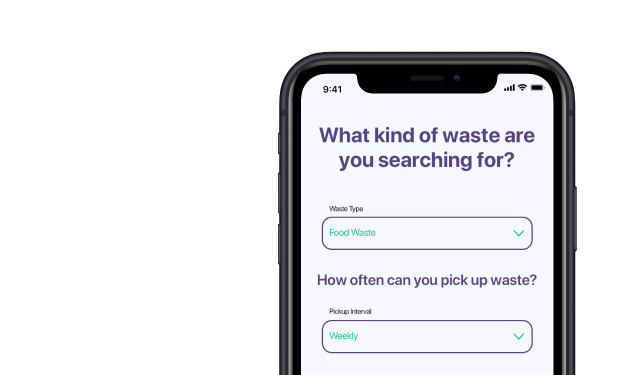 9:41
What kind of waste are
you searching for?
Waste Type
Food Waste
How often can you pick up waste?
Pickup Interval
Weekly